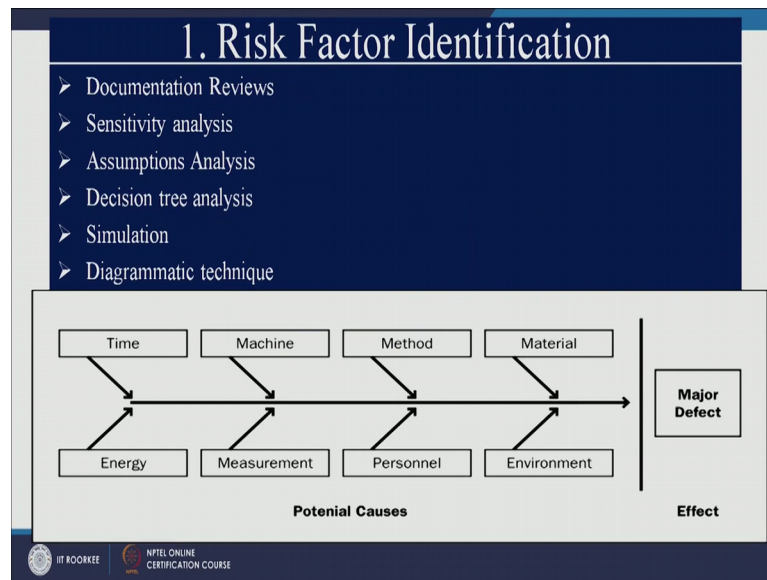 1. Risk Factor Identification
Documentation Reviews
Sensitivity analysis
Assumptions Analysis
Decision tree analysis
Simulation
Diagrammatic technique
Time
Machine
Method
Material
Major
Defect
Energy
Measurement
Personnel
Environment
Potenial Causes
Effect
IIT ROORKEE
NPTEL ONLINE
CERTIFICATION COURSE